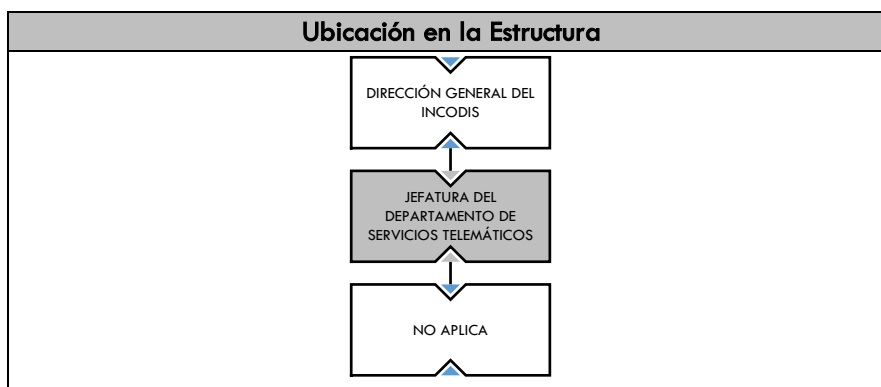 Ubicación en la Estructura
DIRECCIÓN GENERAL DEL
INCODIS
JEFATURA DEL
DEPARTAMENTO DE
SERVICIOS TELEMÁTICOS
NO APLICA